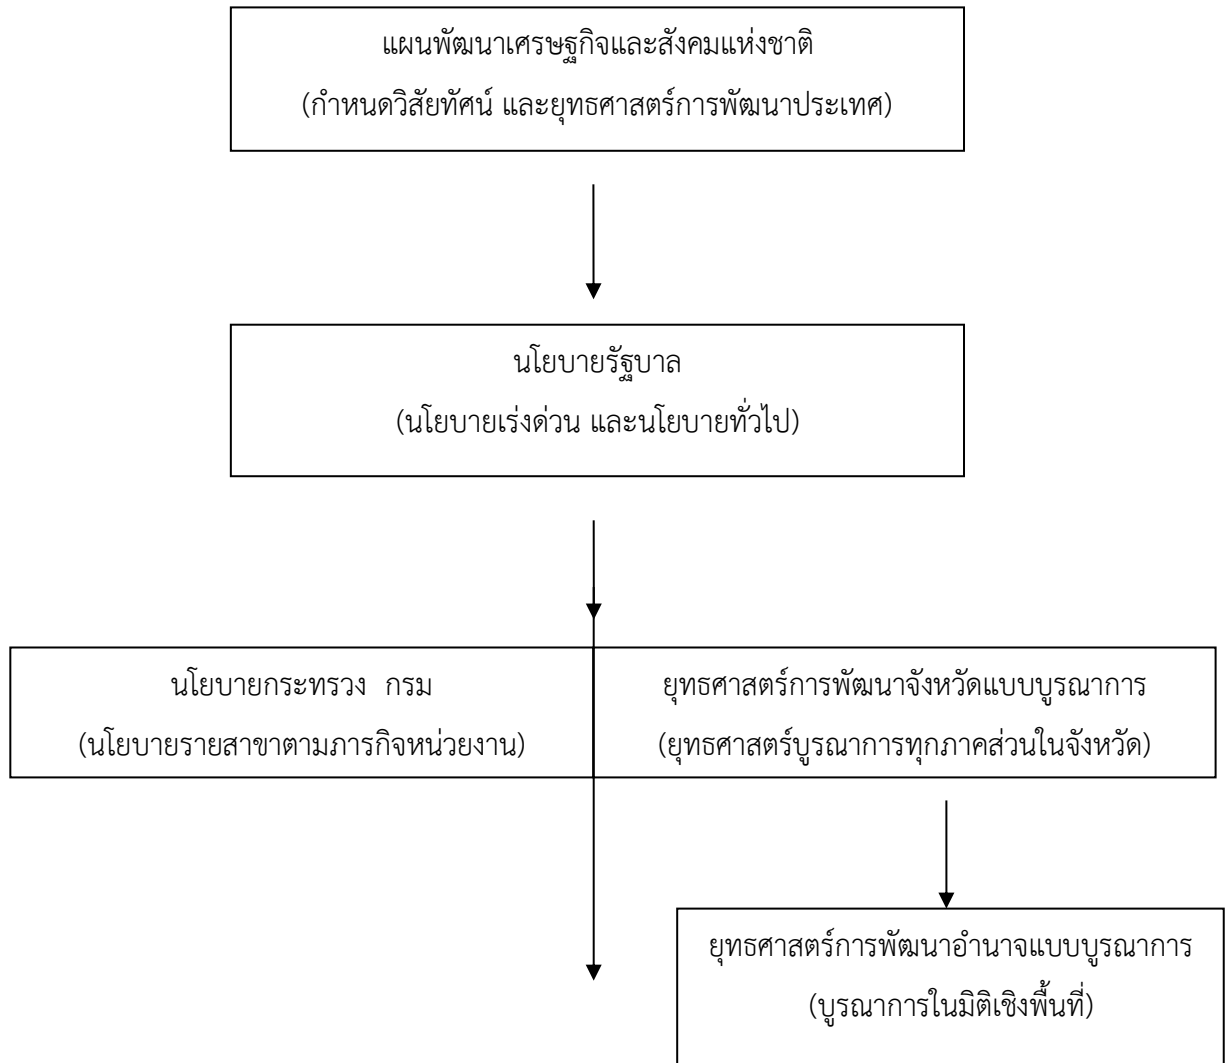 แผนพัฒนาเศรษฐกิจและสังคมแห่งชาติ
(กำหนดวิสัยทัศน์ และยุทธศาสตร์การพัฒนาประเทศ)
นโยบายรัฐบาล
(นโยบายเร่งด่วน และนโยบายทั่วไป)
นโยบายกระทรวง กรม
(นโยบายรายสาขาตามภารกิจหน่วยงาน)
ยุทธศาสตร์การพัฒนาจังหวัดแบบบูรณาการ
(ยุทธศาสตร์บูรณาการทุกภาคส่วนในจังหวัด)
ยุทธศาสตร์การพัฒนาอำนาจแบบบูรณาการ
(บูรณาการในมิติเชิงพื้นที่)